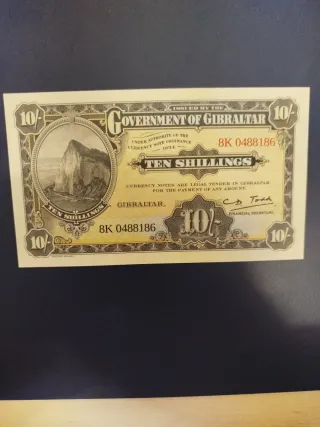 ISSUED BY THE
10/- GOVERNMENT OF GIBRALTAR 10/-
UNDER AUTHORITY OF THE
CURRENCY NOTE ORDINANCE
8K 0488186
TEN SHILLINGS
CURRENCY NOTES ARE LEGAL TENDER IN GIBRALTAR
FOR THE PAYMENT OF ANY AMOUNT
GIBRALTAR,
TEN SHILLINGS
8K 0488186
10/-
FINANCIAL SECRETARY.
10/- 10/-